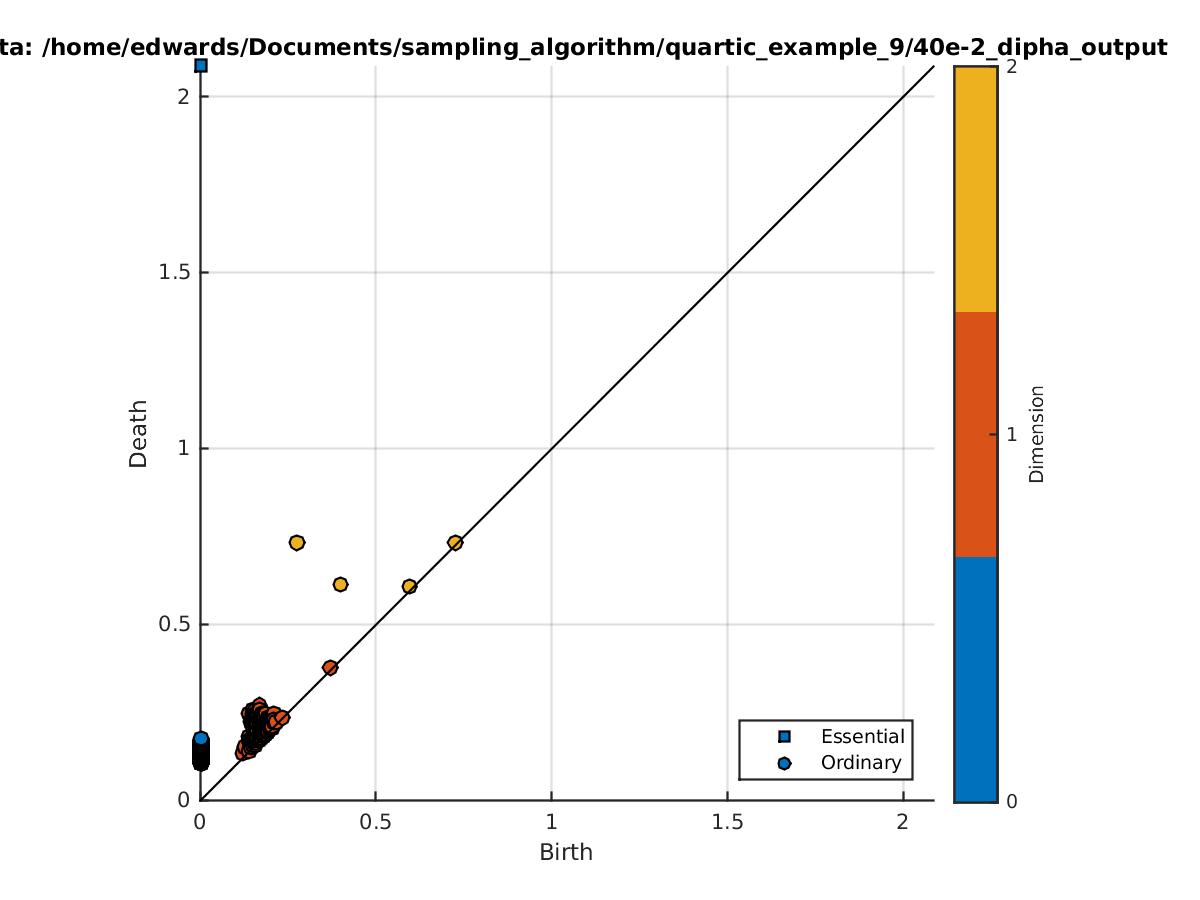 ta: /home/edwards/Documents/sampling_algorithm/quartic_example_9/40e-2_dipha_output
2
1.5
1
0.5
0
Death
0
0.5
1
1.5
2
Birth
Essential
Ordinary
2
1
0
Dimension